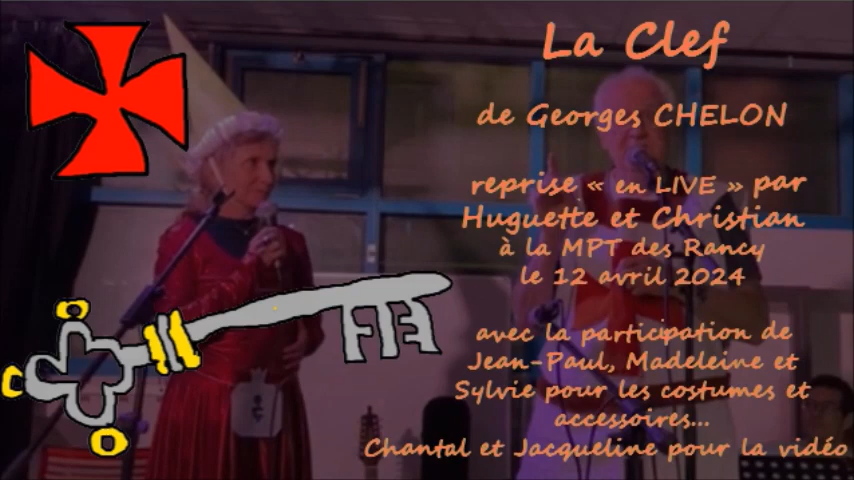 La Clef
de Georges CHELON
reprise « en LIVE » par
Huguette et Christian
à la MPT des Rancy
le 12 avril 2024
avec la participation de
Jean-Paul, Madeleine et
Sylvie pour les costumes et
accessoires...
Chantal et Jacqueline pour la vidéo